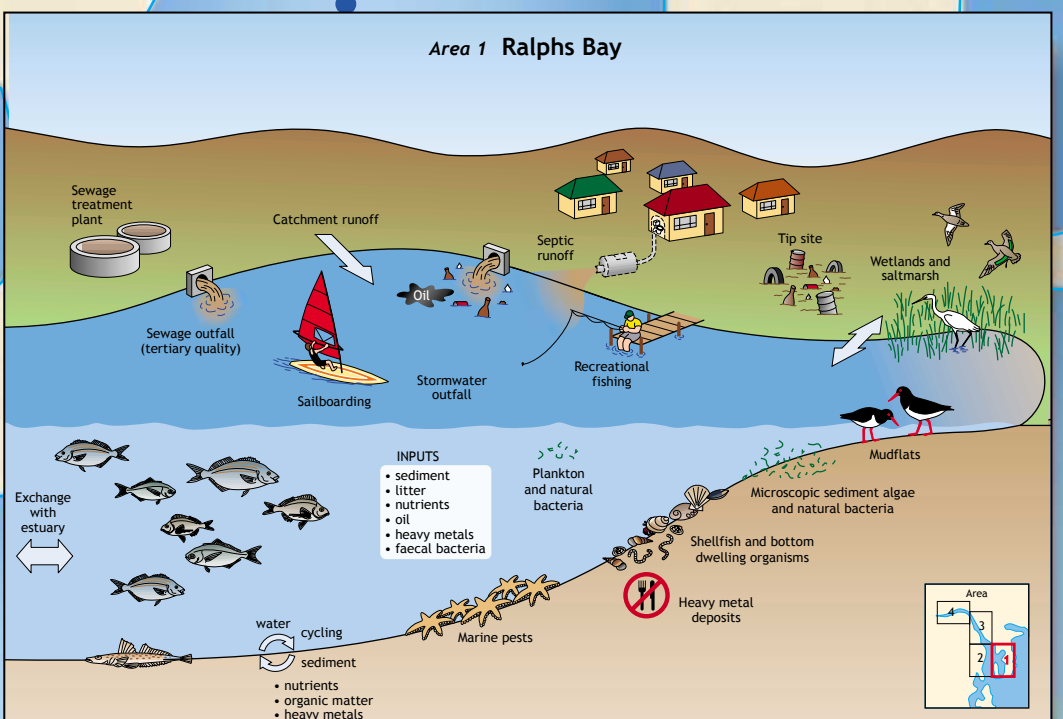 Area 1 Ralphs Bay
Sewage
treatment
plant
Catchment runoff
Septic
runoff
Tip site
Wetlands and
saltmarsh
Oil
Sewage outfall
(tertiary quality)
Sailboarding
Stormwater
outfall
Recreational
fishing
Mudflats
Exchange
with
estuary
INPUTS
• sediment
• litter
• nutrients
• oil
• heavy metals
• faecal bacteria
Plankton
and natural
bacteria
Microscopic sediment algae
and natural bacteria
Shellfish and bottom
dwelling organisms
Heavy metal
deposits
Marine pests
water
cycling
sediment
• nutrients
• organic matter
• heavy metals
Area
4
3
2
1